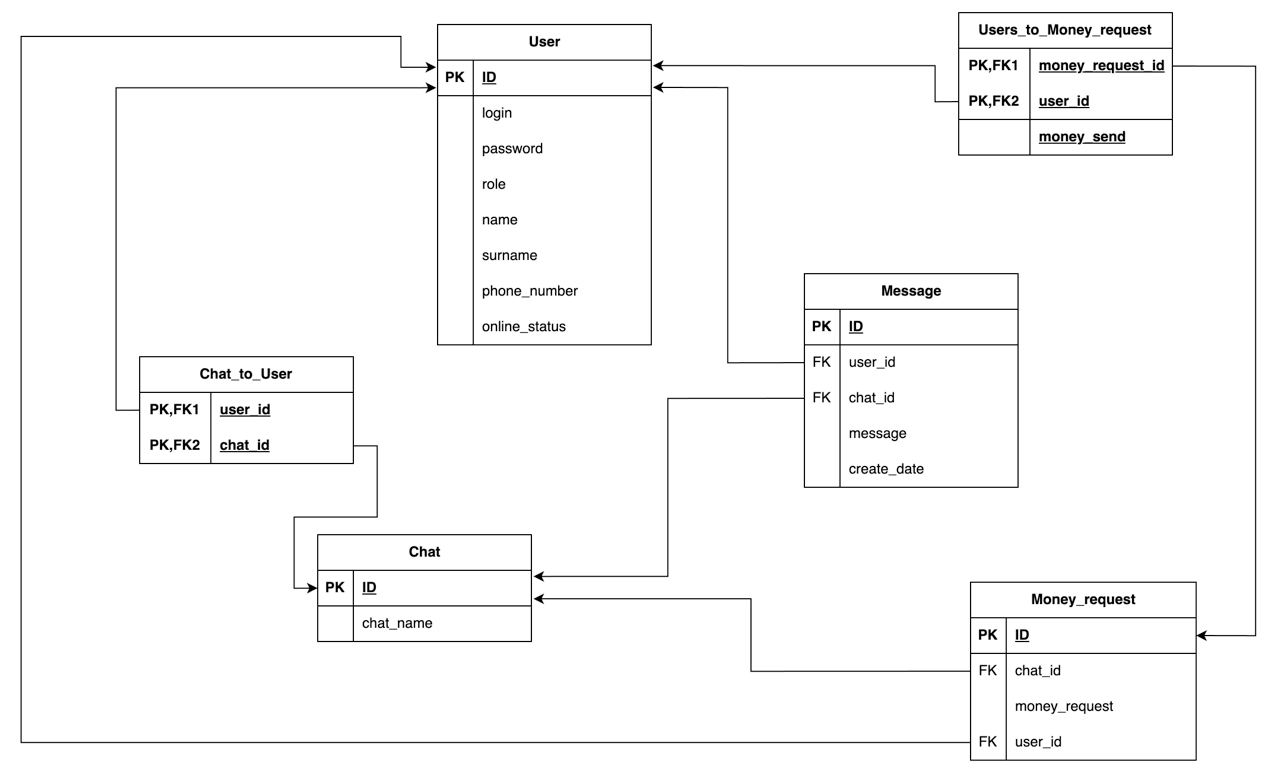 User
PK ID
login
password
role
name
surname
phone_number
online_status
Users_to_Money_request
PK,FK1 money_request_id
PK,FK2 user_id
money_send
Message
PK ID
FK user_id
FK chat_id
message
create_date
Chat_to_User
PK,FK1 user_id
PK,FK2 chat_id
Chat
PK ID
chat_name
Money_request
PK ID
FK chat_id
money_request
FK user_id